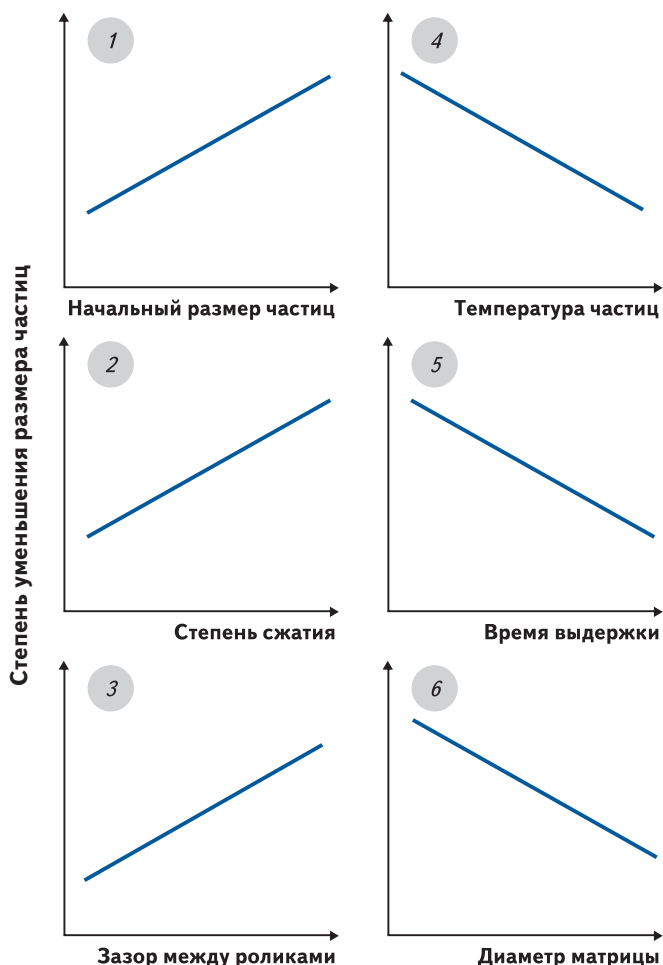 Степень уменьшения размера частиц
1
Начальный размер частиц
4
Температура частиц
2
Степень сжатия
5
Время выдержки
3
Зазор между роликами
6
Диаметр матрицы